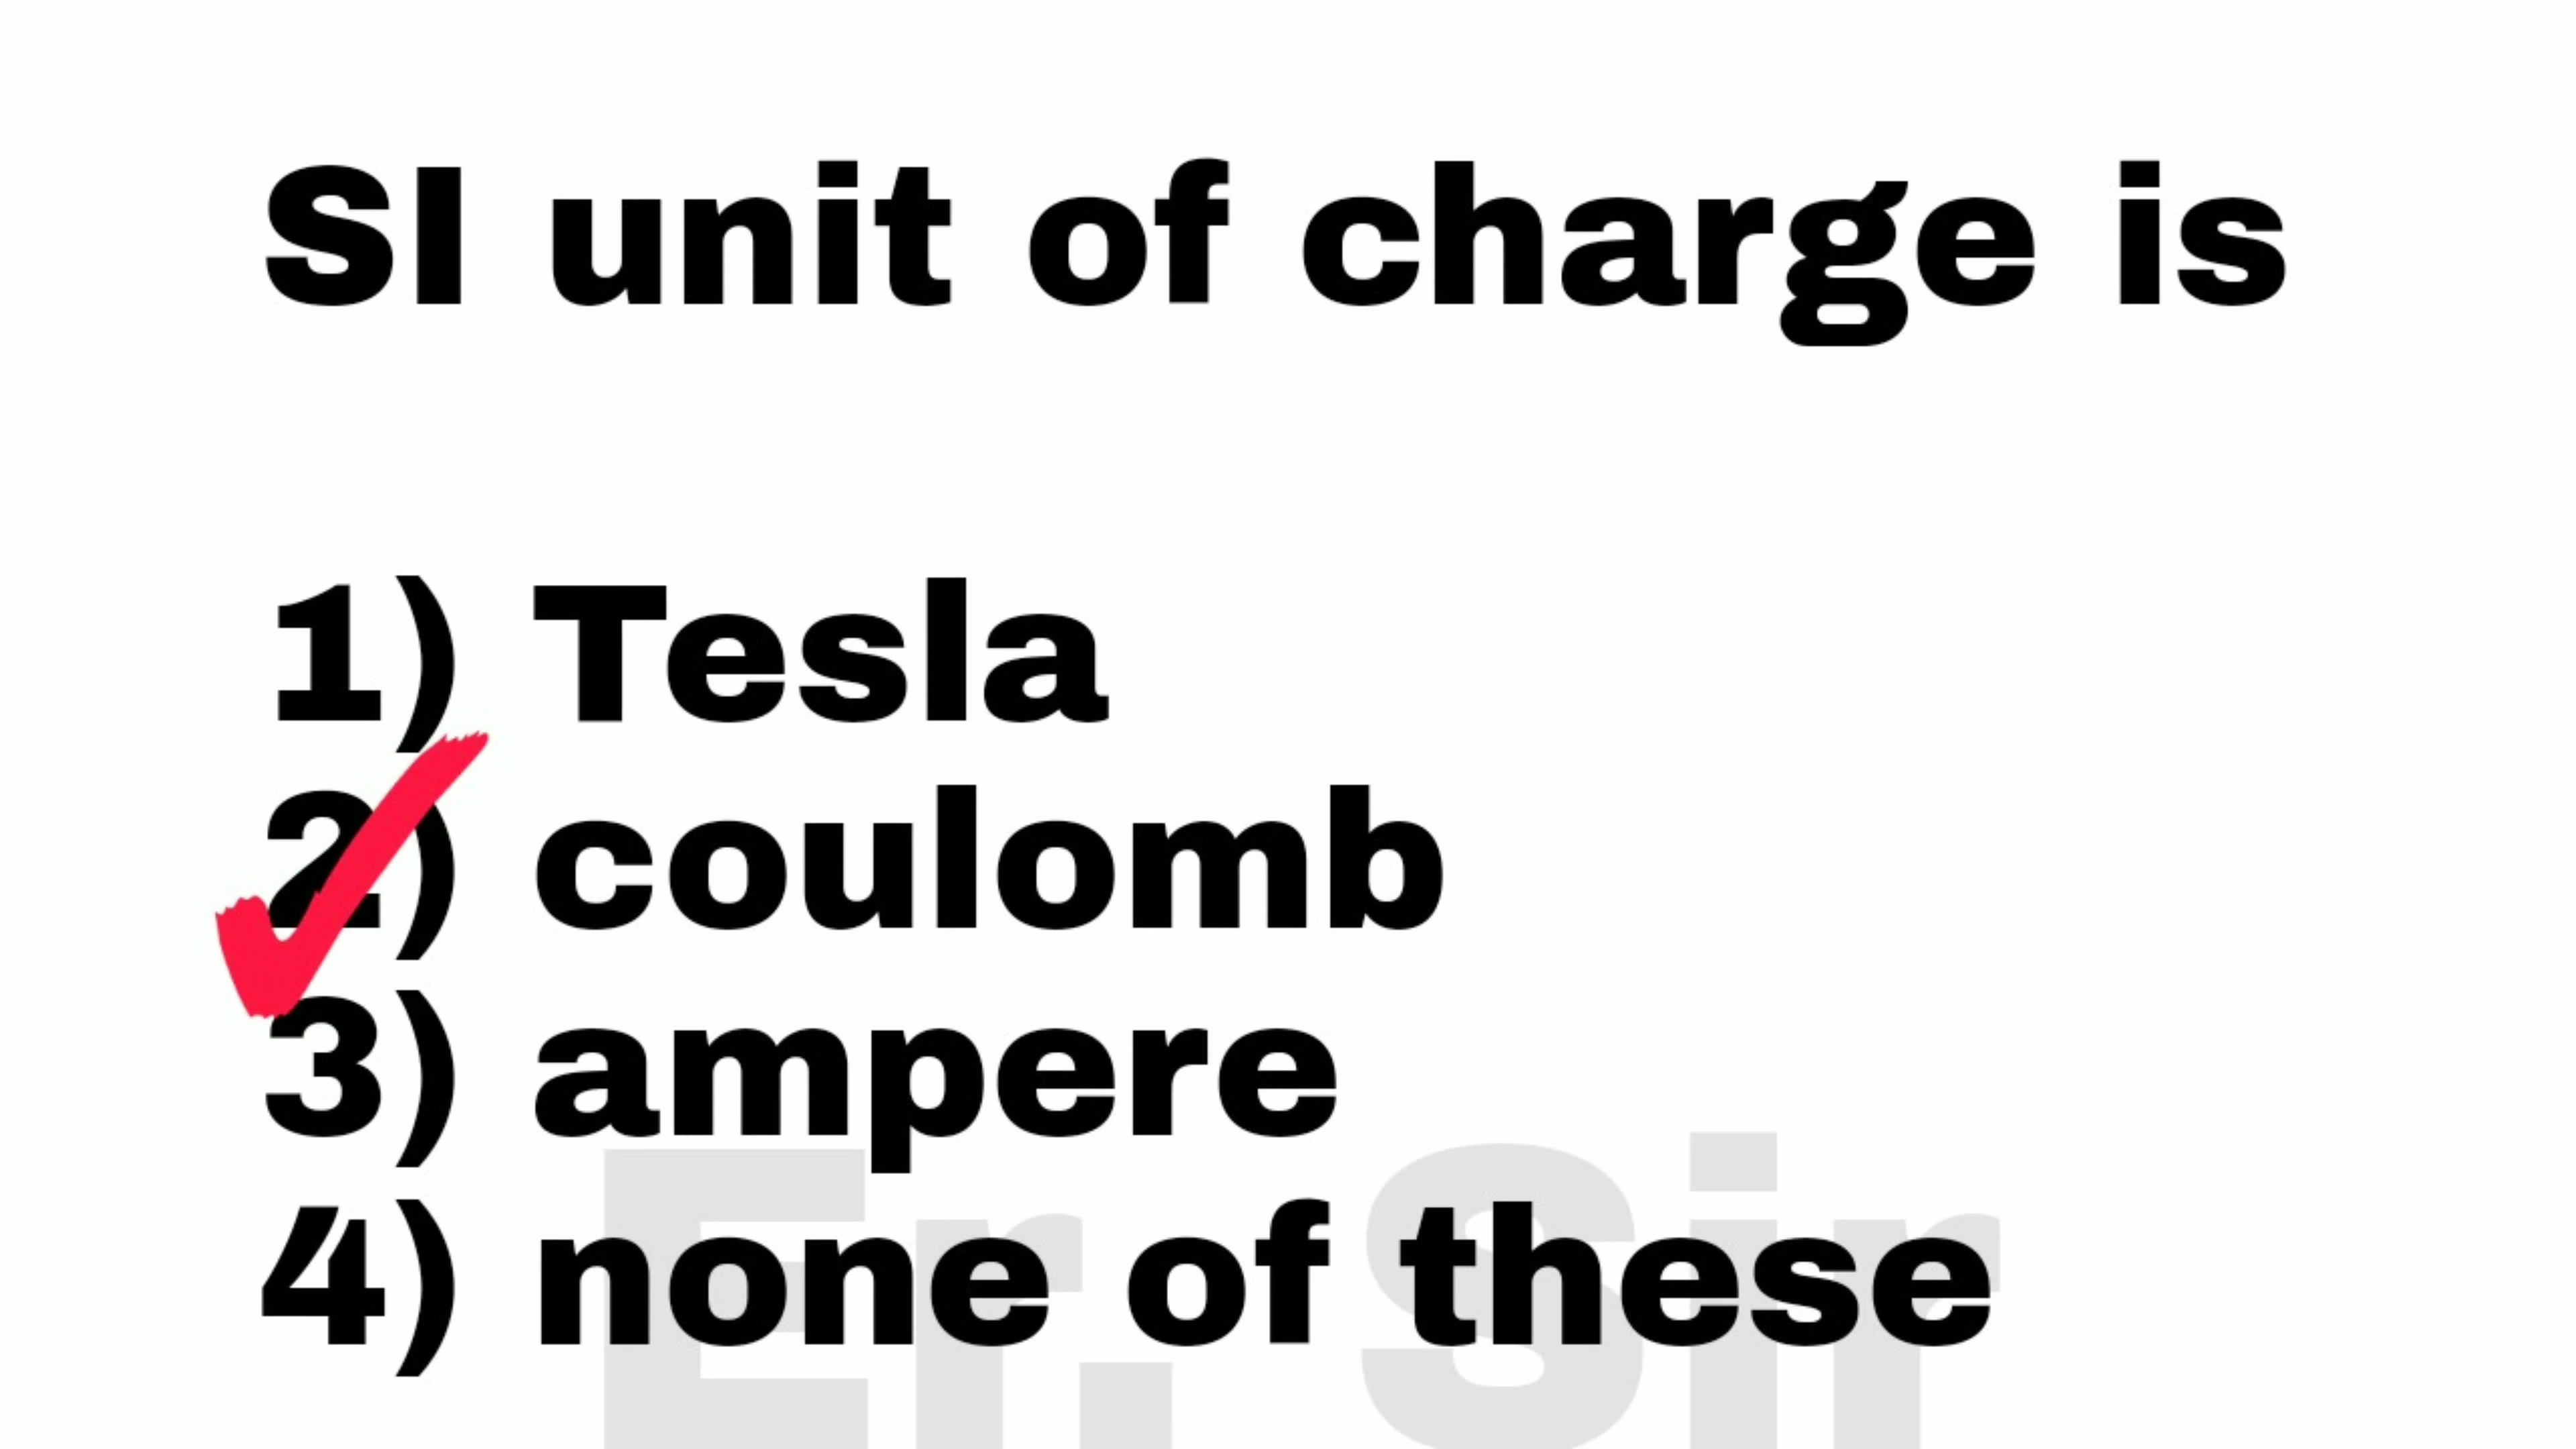 SI unit of charge is
1) Tesla
2) coulomb
3) ampere
4) none of these
Er. Sir